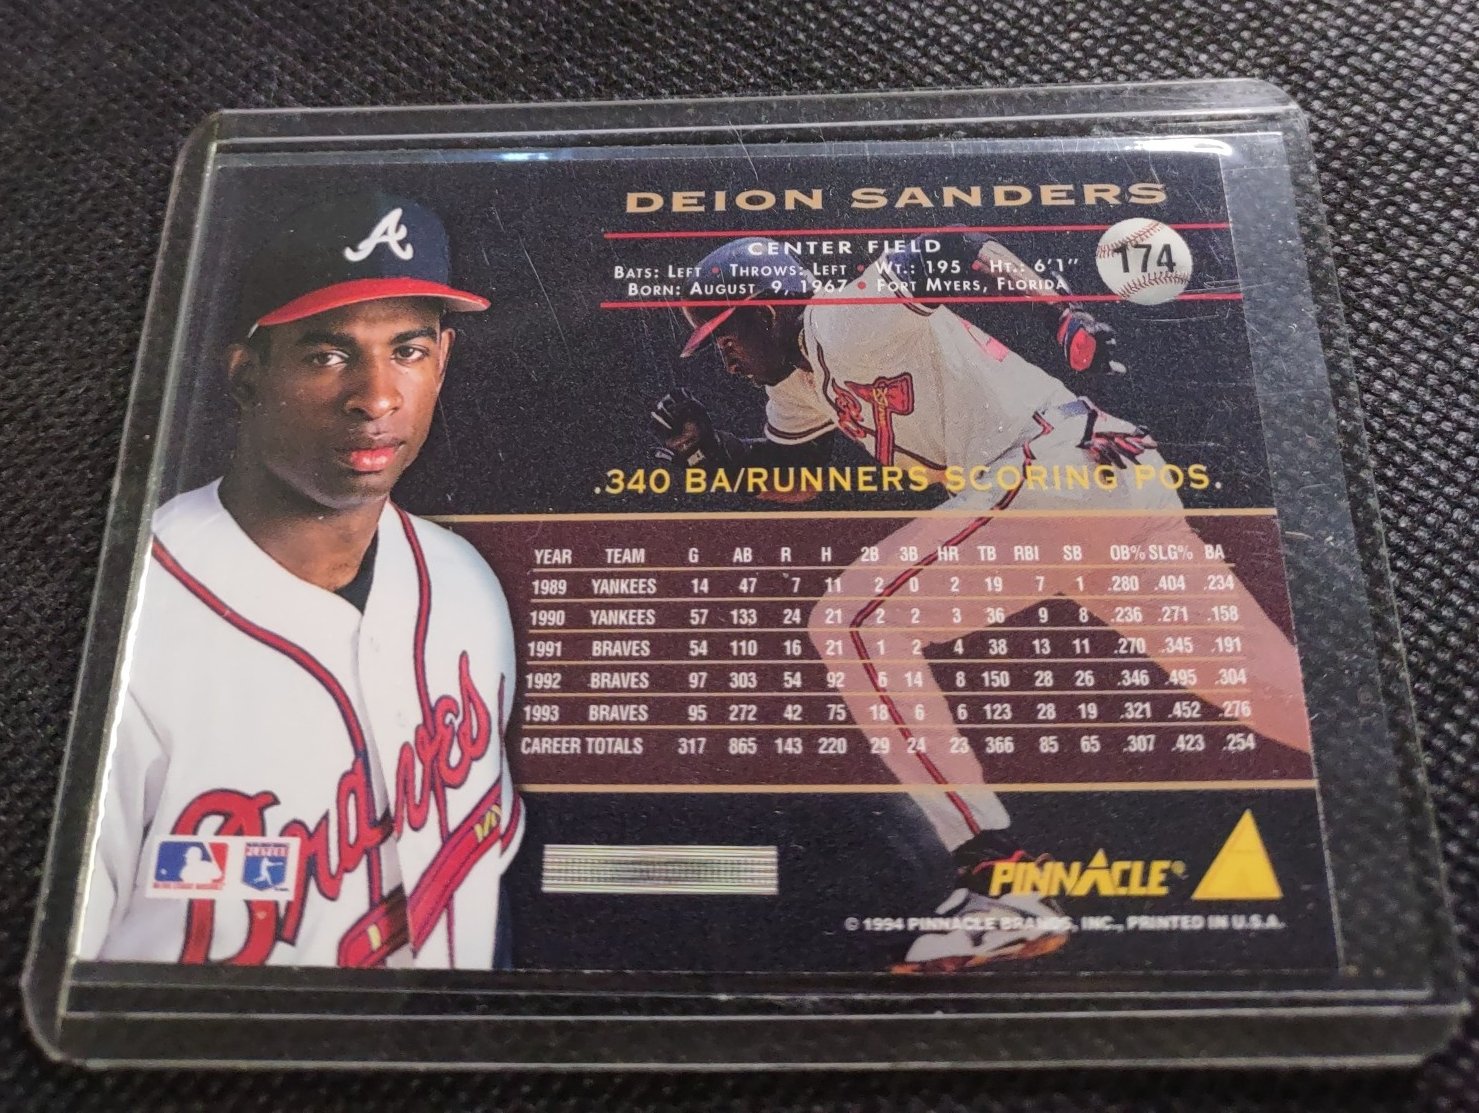 DEION SANDERS
CENTER FIELD
BATS: LEFT • THROWS: LEFT • WT.: 195 • HT.: 6'1"
BORN: AUGUST 9, 1967 • FORT MYERS, FLORIDA
174
A
.340 BA/RUNNERS SCORING POS.
YEAR TEAM G AB R H 2B 3B HR TB RBI SB OB% SLG% BA
1989 YANKEES 14 47 7 11 2 0 2 19 7 1 .280 .404 .234
1990 YANKEES 57 133 24 21 2 2 3 36 9 8 .236 .271 .158
1991 BRAVES 54 110 16 21 1 2 4 38 13 11 .270 .345 .191
1992 BRAVES 97 303 54 92 6 14 8 150 28 26 .346 .495 .304
1993 BRAVES 95 272 42 75 18 6 6 123 28 19 .321 .452 .276
CAREER TOTALS 317 865 143 220 29 24 23 366 85 65 .307 .423 .254
Braves
PLAYERS
PINNACLE®
© 1994 PINNACLE BRANDS, INC., PRINTED IN U.S.A.